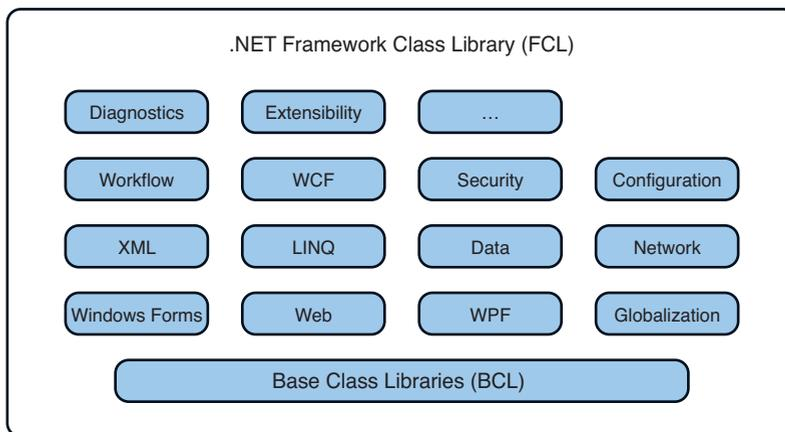 .NET Framework Class Library (FCL)
Diagnostics
Extensibility
...
Workflow
WCF
Security
Configuration
XML
LINQ
Data
Network
Windows Forms
Web
WPF
Globalization
Base Class Libraries (BCL)